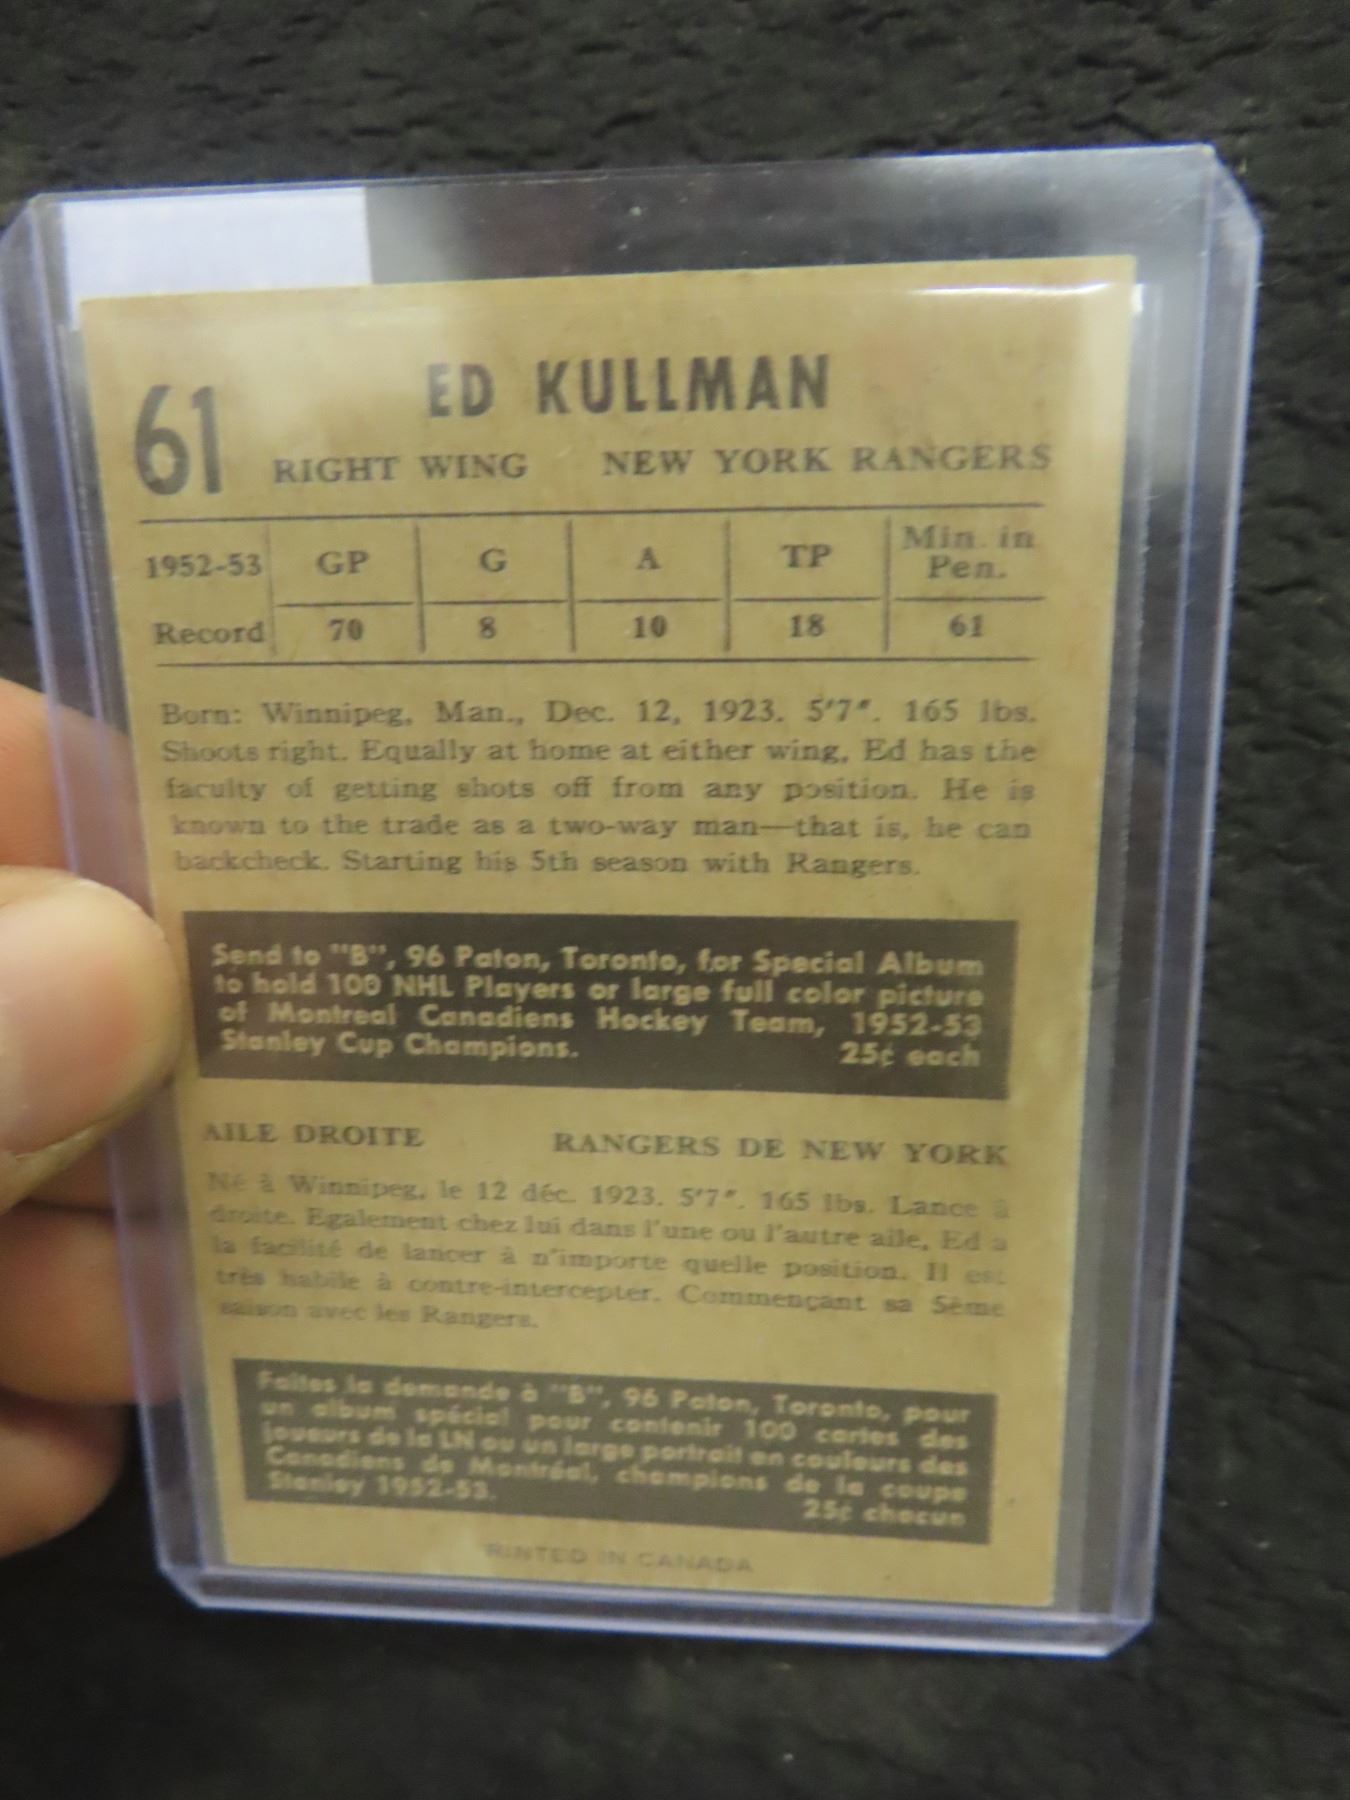 61
ED KULLMAN
RIGHT WING NEW YORK RANGERS
1952-53 GP G A TP Min. in Pen.
Record 70 8 10 18 61
Born: Winnipeg, Man., Dec. 12, 1923. 5'7". 165 lbs.
Shoots right. Equally at home at either wing, Ed has the
faculty of getting shots off from any position. He is
known to the trade as a two-way man—that is, he can
backcheck. Starting his 5th season with Rangers.
Send to "B", 96 Paton, Toronto, for Special Album
to hold 100 NHL Players or large full color picture
of Montreal Canadiens Hockey Team, 1952-53
Stanley Cup Champions. 25¢ each
AILE DROITE RANGERS DE NEW YORK
Né à Winnipeg, le 12 déc. 1923. 5'7". 165 lbs. Lance à
droite. Egalement chez lui dans l'une ou l'autre aile, Ed a
la facilité de lancer à n'importe quelle position. Il est
très habile à contre-intercepter. Commençant sa 5ème
saison avec les Rangers.
Faites la demande à "B", 96 Paton, Toronto, pour
un album spécial pour contenir 100 cartes des
joueurs de la LN ou un large portrait en couleurs des
Canadiens de Montréal, champions de la coupe
Stanley 1952-53. 25¢ chacun
PRINTED IN CANADA